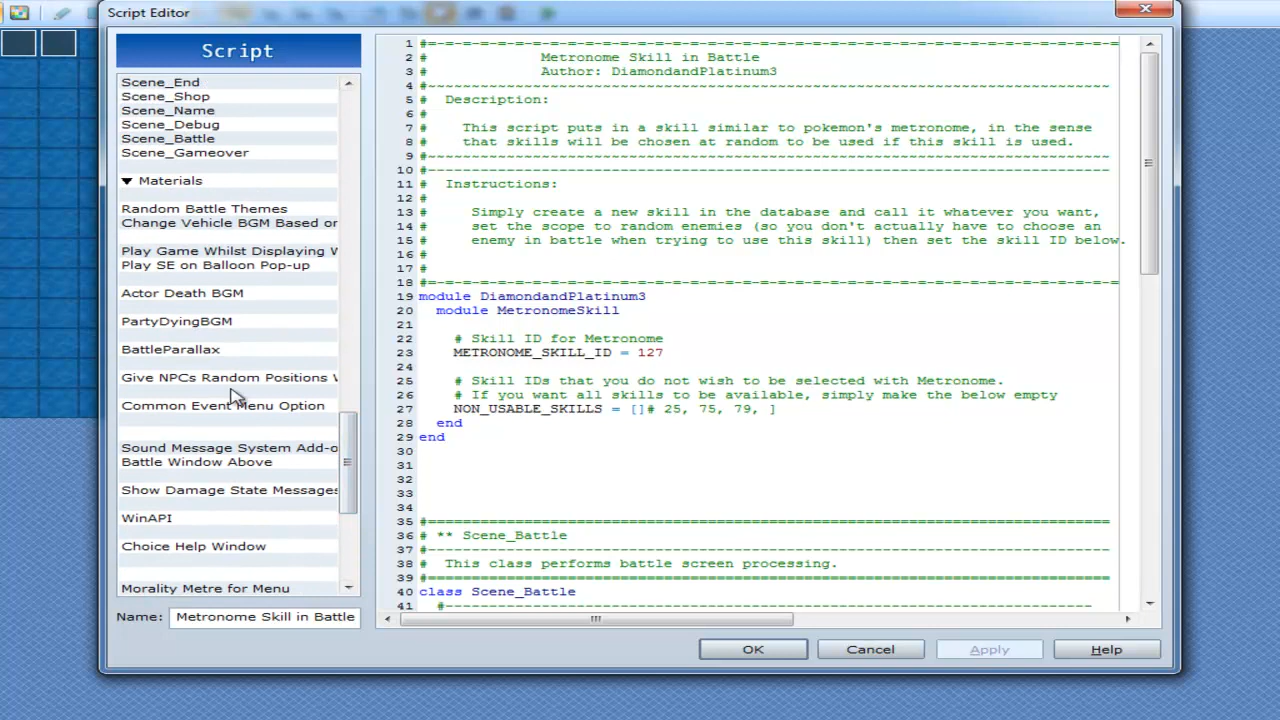 Script Editor
Script
Scene_End
Scene_Shop
Scene_Name
Scene_Debug
Scene_Battle
Scene_Gameover
▼ Materials
Random Battle Themes
Change Vehicle BGM Based or
Play Game Whilst Displaying W
Play SE on Balloon Pop-up
Actor Death BGM
PartyDyingBGM
BattleParallax
Give NPCs Random Positions W
Common Event Menu Option
Sound Message System Add-o
Battle Window Above
Show Damage State Messages
WinAPI
Choice Help Window
Morality Metre for Menu
Name: Metronome Skill in Battle
1 #==============================================================================
2 # Metronome Skill in Battle
3 # Author: DiamondandPlatinum3
4 #------------------------------------------------------------------------------
5 # Description:
6 #
7 # This script puts in a skill similar to pokemon's metronome, in the sense
8 # that skills will be chosen at random to be used if this skill is used.
9 #------------------------------------------------------------------------------
10 #------------------------------------------------------------------------------
11 # Instructions:
12 #
13 # Simply create a new skill in the database and call it whatever you want,
14 # set the scope to random enemies (so you don't actually have to choose an
15 # enemy in battle when trying to use this skill) then set the skill ID below.
16 #
17 #
18 #==============================================================================
19 module DiamondandPlatinum3
20 module MetronomeSkill
21
22 # Skill ID for Metronome
23 METRONOME_SKILL_ID = 127
24
25 # Skill IDs that you do not wish to be selected with Metronome.
26 # If you want all skills to be available, simply make the below empty
27 NON_USABLE_SKILLS = []# 25, 75, 79, ]
28 end
29 end
30
31
32
33
34
35 #==============================================================================
36 # ** Scene_Battle
37 #------------------------------------------------------------------------------
38 # This class performs battle screen processing.
39 #==============================================================================
40 class Scene_Battle
41 #--------------------------------------------------------------------------
OK
Cancel
Apply
Help